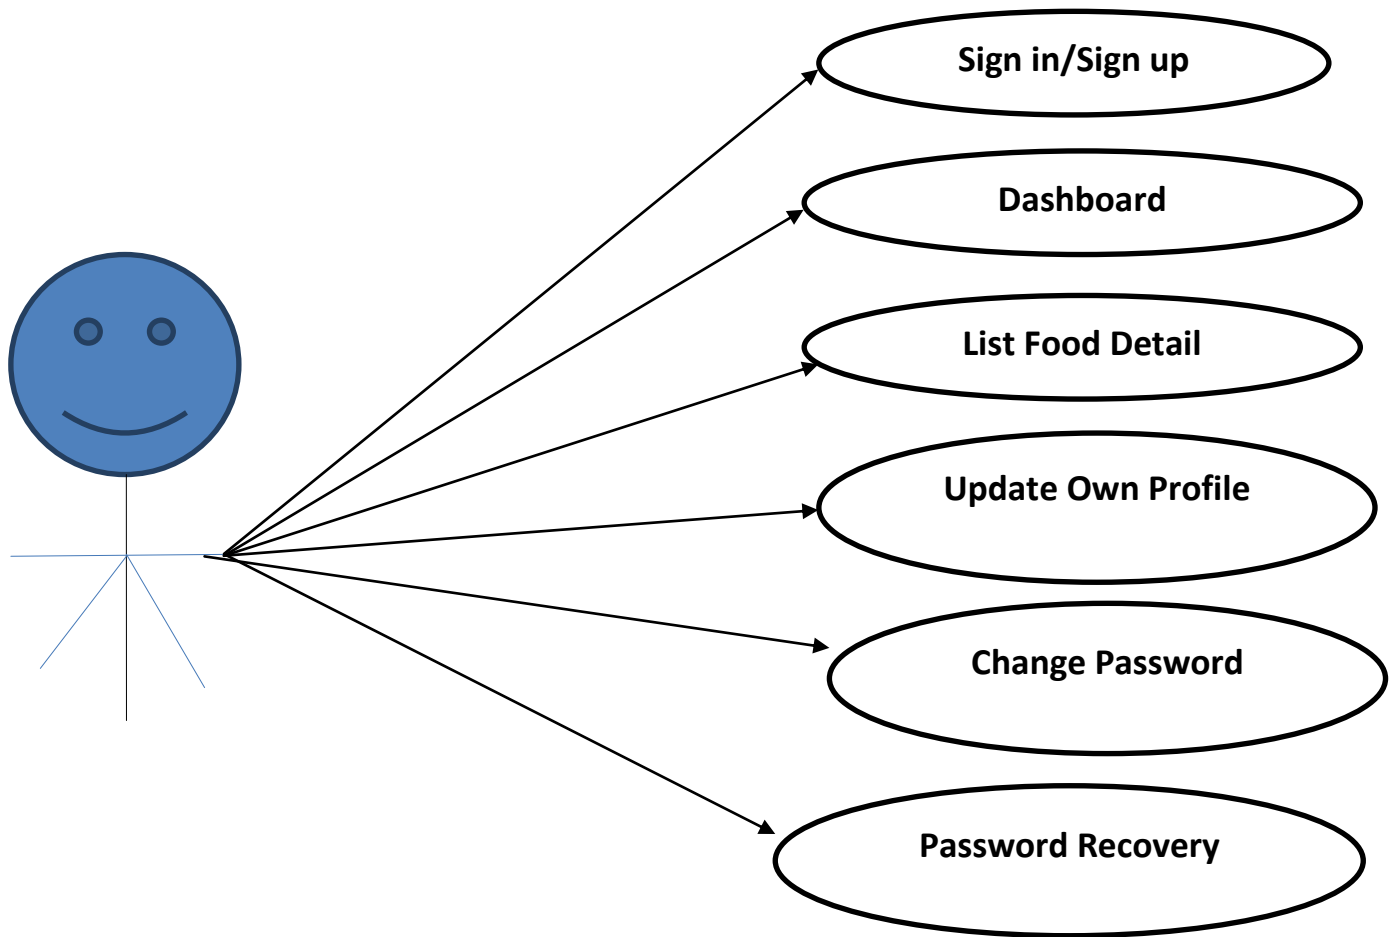 Sign in/Sign up
Dashboard
List Food Detail
Update Own Profile
Change Password
Password Recovery